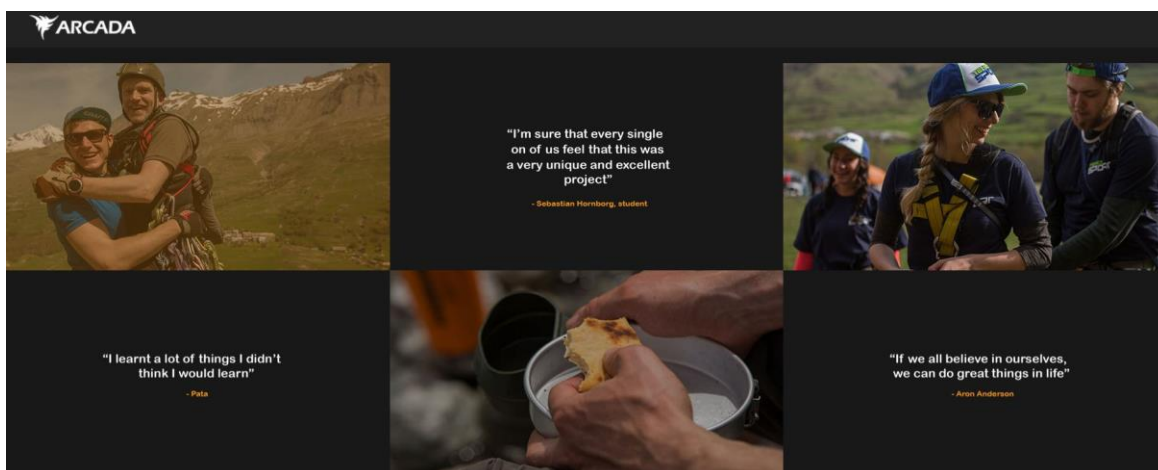 ARCADA
“I’m sure that every single
on of us feel that this was
a very unique and excellent
project”
- Sebastian Hornborg, student
“I learnt a lot of things I didn’t
think I would learn”
- Pata
“If we all believe in ourselves,
we can do great things in life”
- Aron Anderson